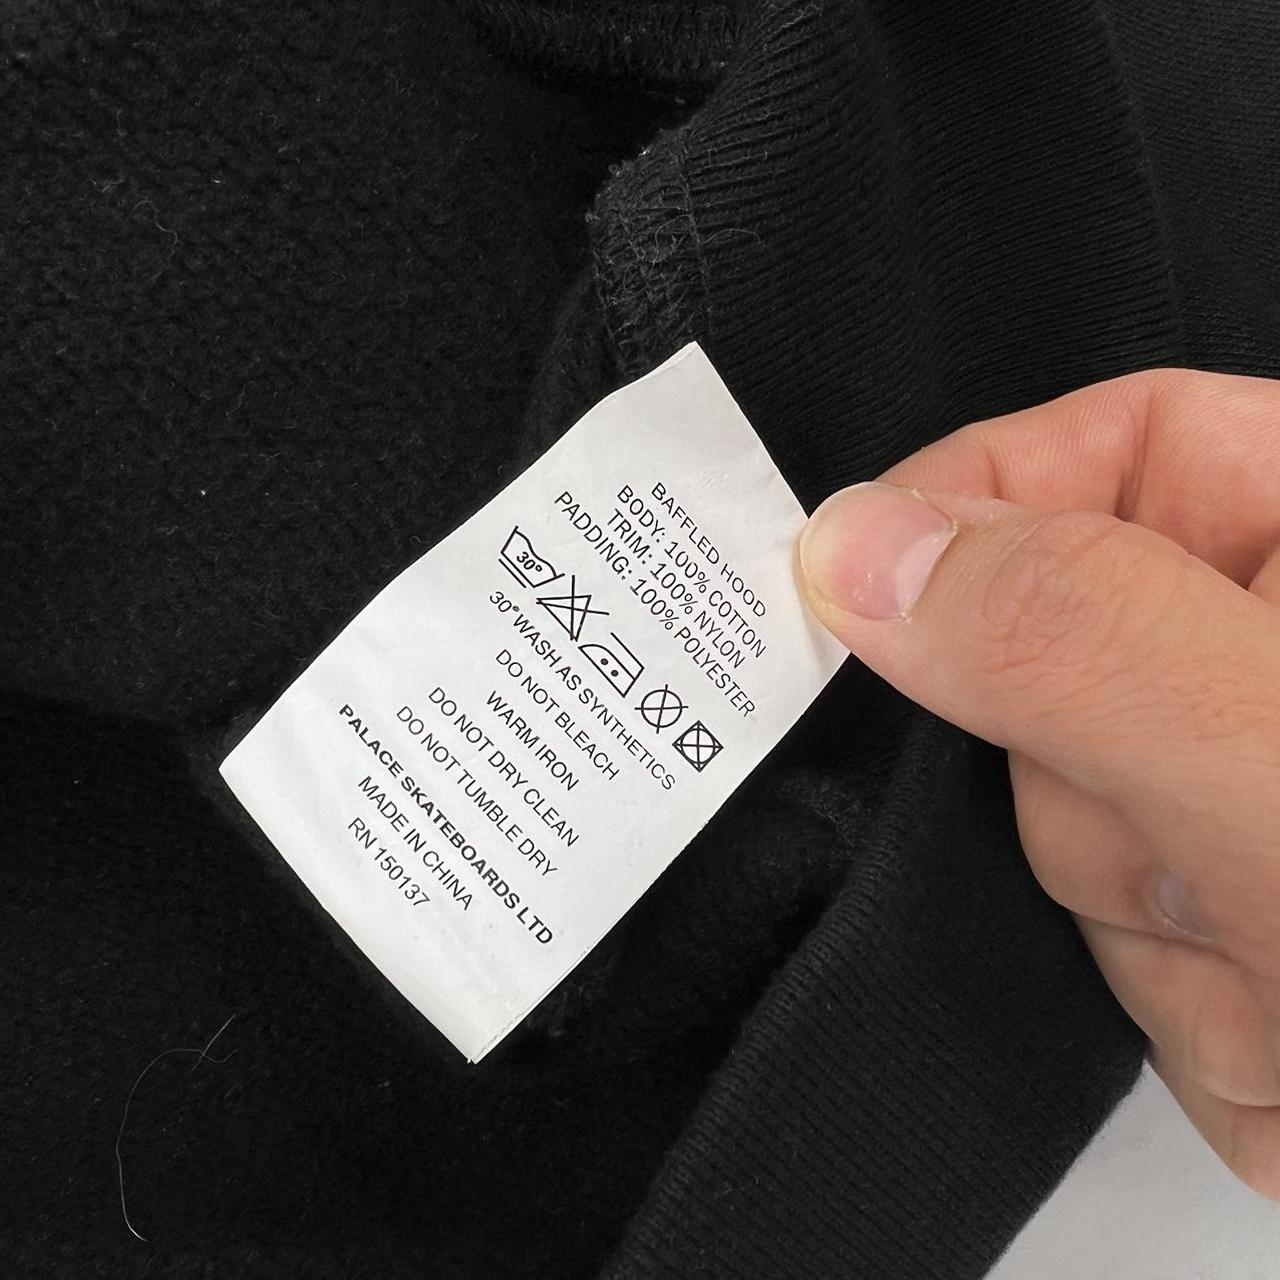 BAFFLED HOOD
BODY: 100% COTTON
TRIM: 100% NYLON
PADDING: 100% POLYESTER
30°
30° WASH AS SYNTHETICS
DO NOT BLEACH
WARM IRON
DO NOT DRY CLEAN
DO NOT TUMBLE DRY
PALACE SKATEBOARDS LTD
MADE IN CHINA
RN 150137